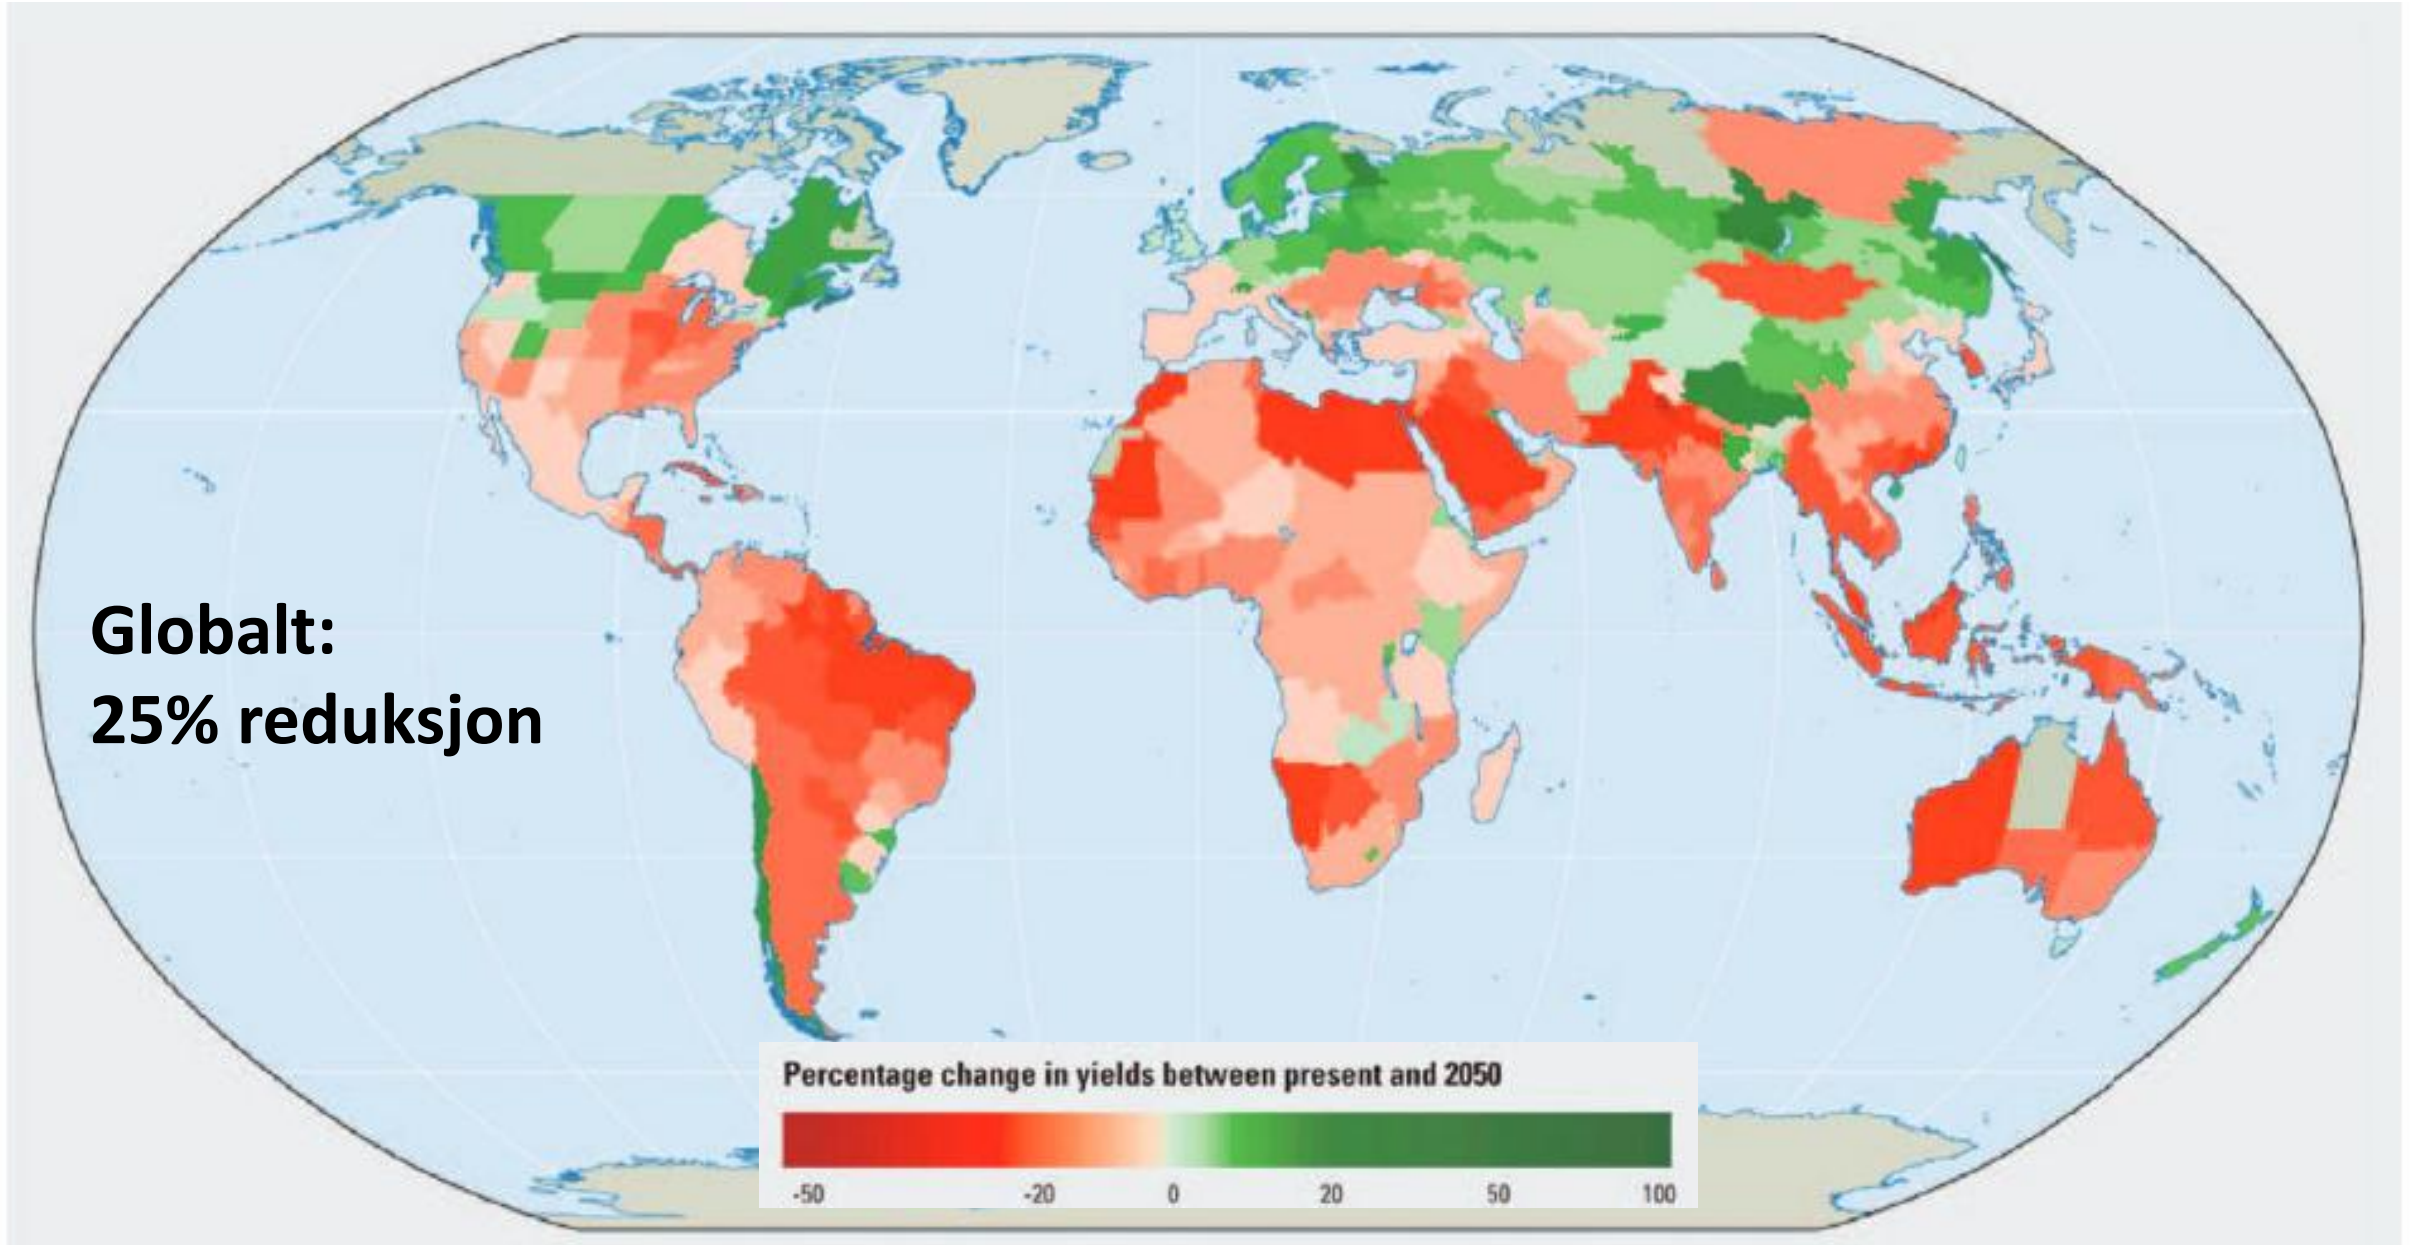 Globalt:
25% reduksjon
Percentage change in yields between present and 2050
-50 -20 0 20 50 100